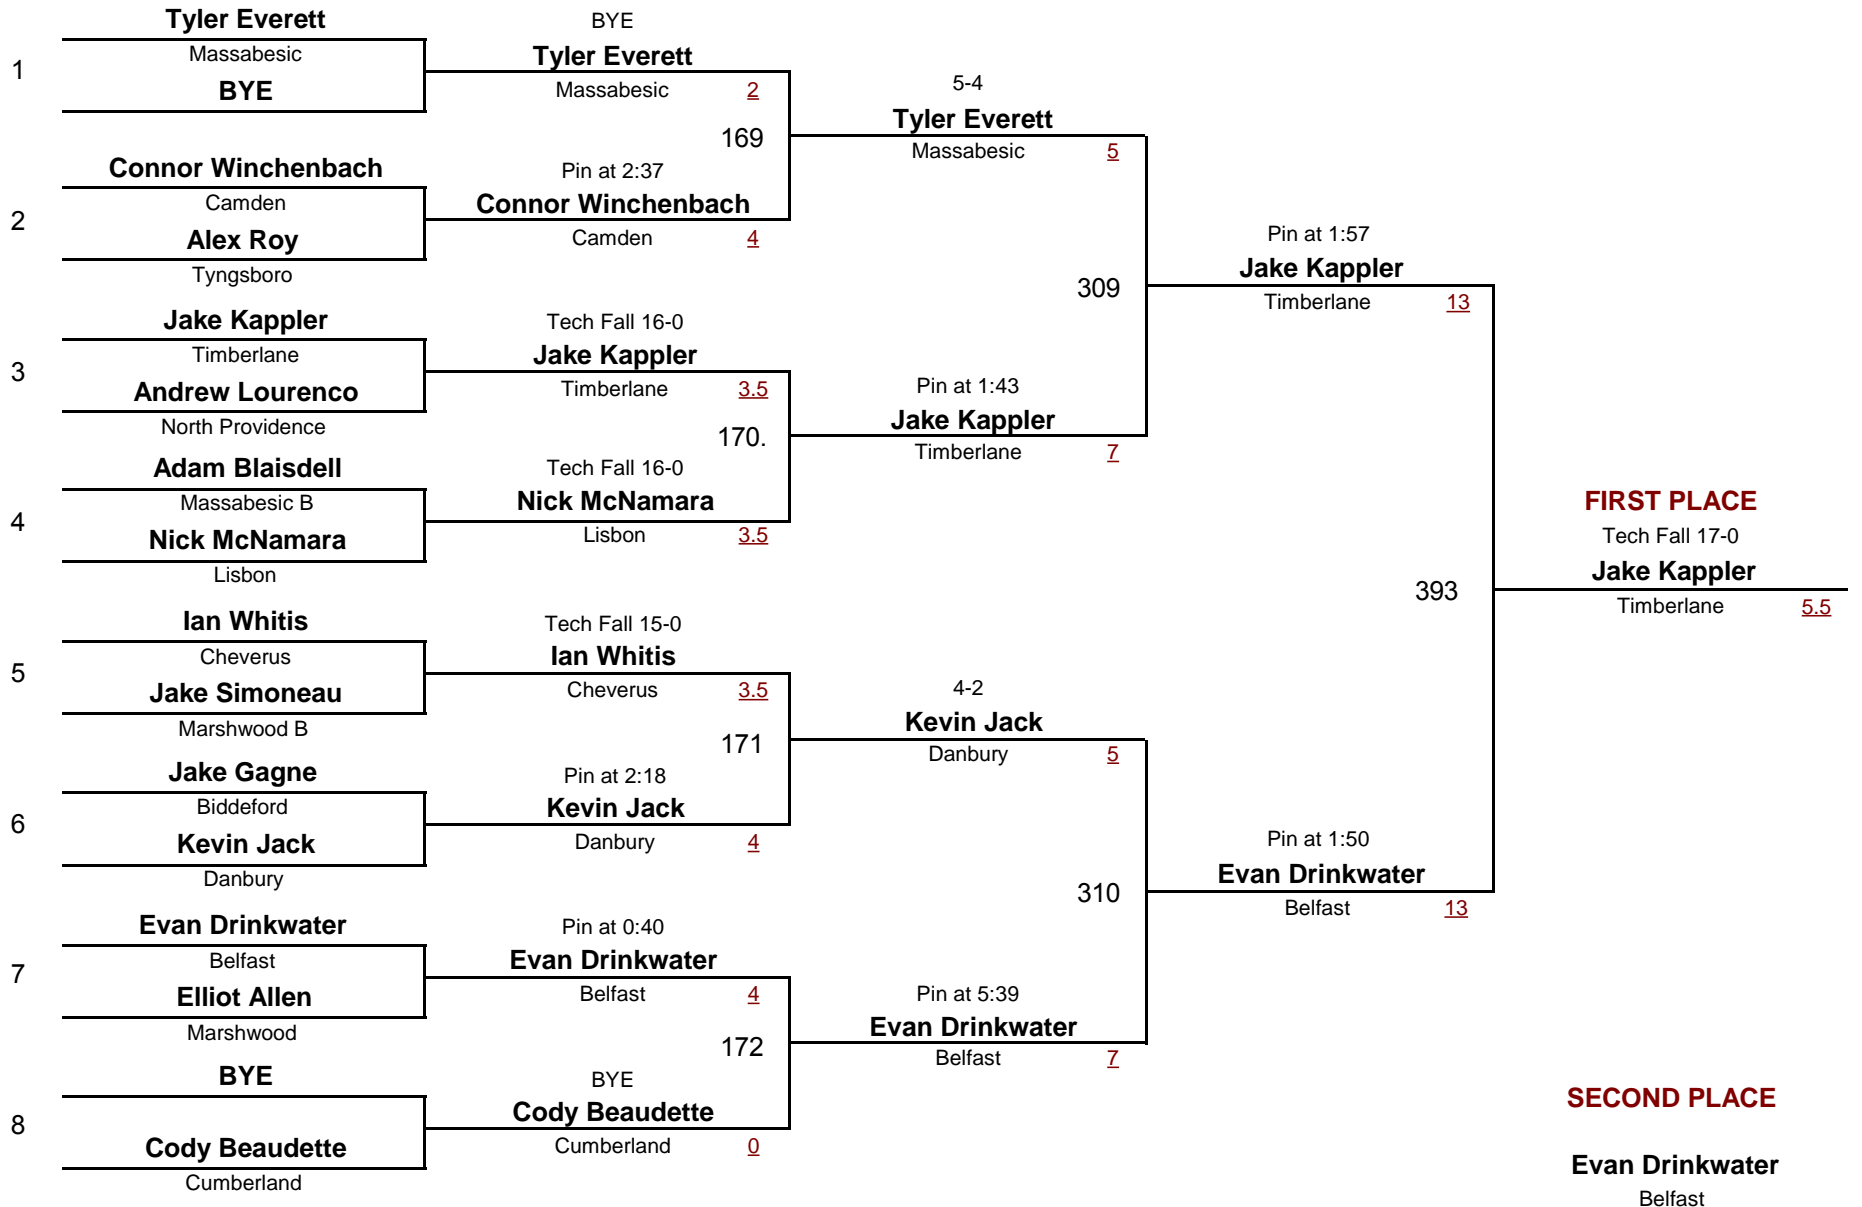 Tyler Everett
Massabesic
1
BYE
Connor Winchenbach
Camden
2
Alex Roy
Tyngsboro
Jake Kappler
Timberlane
3
Andrew Lourenco
North Providence
Adam Blaisdell
Massabesic B
4
Nick McNamara
Lisbon
Ian Whitis
Cheverus
5
Jake Simoneau
Marshwood B
Jake Gagne
Biddeford
6
Kevin Jack
Danbury
Evan Drinkwater
Belfast
7
Elliot Allen
Marshwood
BYE
8
Cody Beaudette
Cumberland
BYE
Tyler Everett
Massabesic 2
169
Pin at 2:37
Connor Winchenbach
Camden 4
Tech Fall 16-0
Jake Kappler
Timberlane 3.5
170.
Tech Fall 16-0
Nick McNamara
Lisbon 3.5
Tech Fall 15-0
Ian Whitis
Cheverus 3.5
171
Pin at 2:18
Kevin Jack
Danbury 4
Pin at 0:40
Evan Drinkwater
Belfast 4
172
BYE
Cody Beaudette
Cumberland 0
5-4
Tyler Everett
Massabesic 5
309
Pin at 1:43
Jake Kappler
Timberlane 7
4-2
Kevin Jack
Danbury 5
310
Pin at 5:39
Evan Drinkwater
Belfast 7
Pin at 1:57
Jake Kappler
Timberlane 13
393
Pin at 1:50
Evan Drinkwater
Belfast 13
FIRST PLACE
Tech Fall 17-0
Jake Kappler
Timberlane 5.5
SECOND PLACE
Evan Drinkwater
Belfast